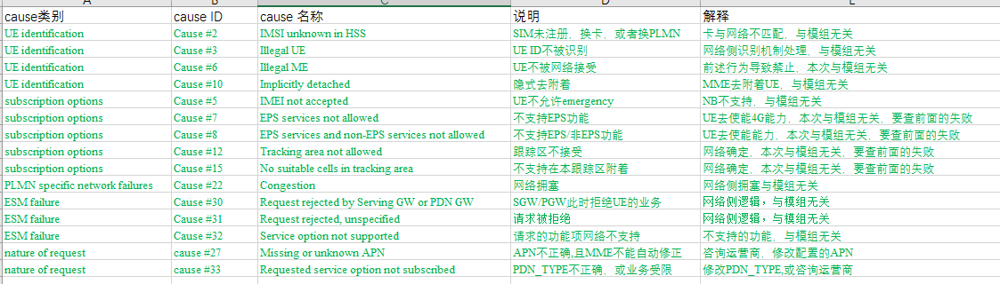 cause类别 cause ID cause 名称 说明 解释
UE identification Cause #2 IMSI unknown in HSS SIM未注册、换卡、或者换PLMN 卡与网络不匹配、与模组无关
UE identification Cause #3 Illegal UE UE ID不被识别 网络侧识别机制处理、与模组无关
UE identification Cause #6 Illegal ME UE不被网络接受 前述行为导致禁止、本次与模组无关
UE identification Cause #10 Implicitly detached 隐式去附着 MME去附着UE、与模组无关
subscription options Cause #5 IMEI not accepted UE不允许emergency NB不支持、与模组无关
subscription options Cause #7 EPS services not allowed 不支持EPS功能 UE去使能4G能力、本次与模组无关、要查前面的失败
subscription options Cause #8 EPS services and non-EPS services not allowed 不支持EPS/非EPS功能 UE去使能能力、本次与模组无关、要查前面的失败
subscription options Cause #12 Tracking area not allowed 跟踪区不接受 网络确定、本次与模组无关、要查前面的失败
subscription options Cause #15 No suitable cells in tracking area 不支持在本跟踪区附着 网络确定、本次与模组无关、要查前面的失败
PLMN specific network failures Cause #22 Congestion 网络拥塞 网络侧拥塞与模组无关
ESM failure Cause #30 Request rejected by Serving GW or PDN GW SGW/PGW此时拒绝UE的业务 网络侧逻辑，与模组无关
ESM failure Cause #31 Request rejected, unspecified 请求被拒绝 网络侧逻辑，与模组无关
ESM failure Cause #32 Service option not supported 请求的功能项网络不支持 不支持的功能、与模组无关
nature of request cause #27 Missing or unknown APN APN不正确,且MME不能自动修正 咨询运营商、修改配置的APN
nature of request cause #33 Requested service option not subscribed PDN_TYPE不正确、或业务受限 修改PDN_TYPE,或咨询运营商